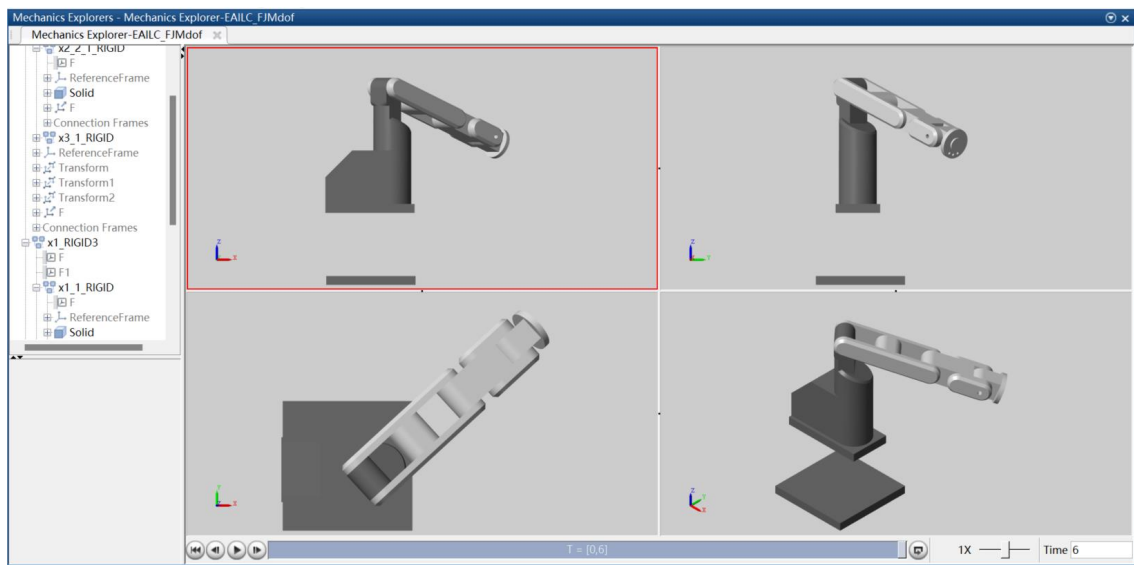 Mechanics Explorers - Mechanics Explorer-EAILC_FJMdof
Mechanics Explorer-EAILC_FJMdof
x2_2_1_RIGID
F
ReferenceFrame
Solid
F
Connection Frames
x3_1_RIGID
ReferenceFrame
Transform
Transform1
Transform2
F
Connection Frames
x1_RIGID3
F
F1
x1_1_RIGID
F
ReferenceFrame
Solid
z
x
z
y
y
x
z
y
x
T = [0,6]
1X
Time 6